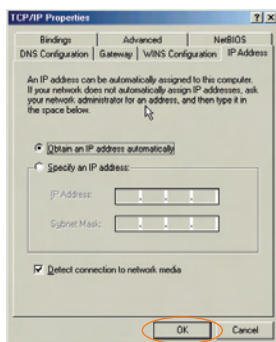 TCP/IP Properties
Bindings Advanced NetBIOS
DNS Configuration Gateway WINS Configuration IP Address
An IP address can be automatically assigned to this computer.
If your network does not automatically assign IP addresses, ask
your network administrator for an address, and then type it in
the space below.
Obtain an IP address automatically
Specify an IP address:
IP Address:
Subnet Mask:
Detect connection to network media
OK Cancel